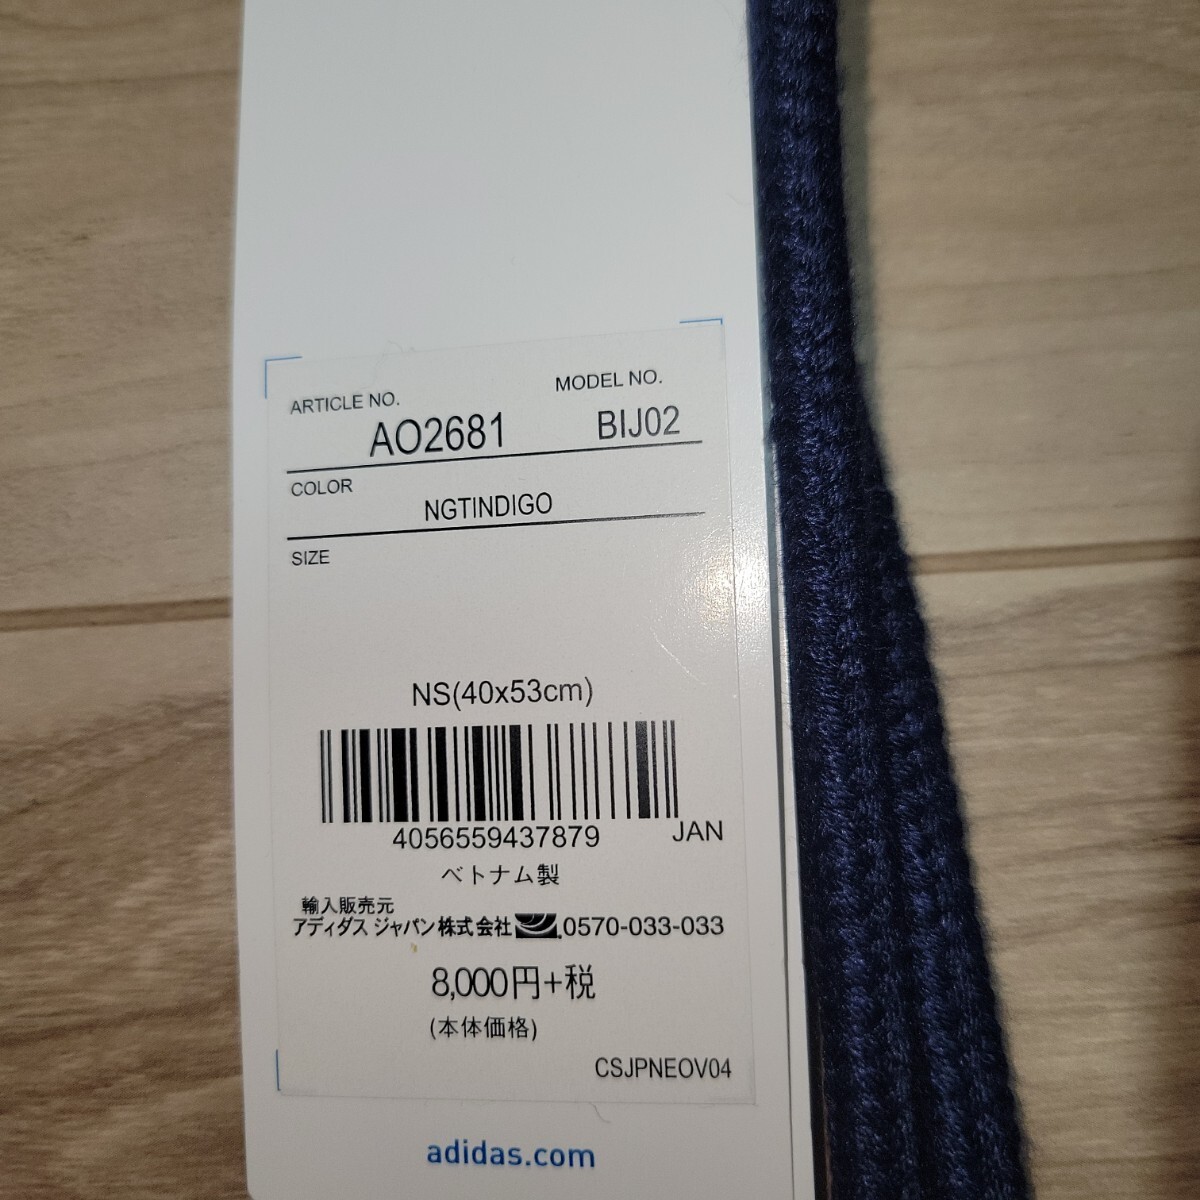 ARTICLE NO. MODEL NO.
AO2681 BIJ02
COLOR
NGTINDIGO
SIZE
NS(40x53cm)
4056559437879 JAN
ベトナム製
輸入販売元
アディダス ジャパン株式会社 0570-033-033
8,000円+税
(本体価格)
CSJPNEOV04
adidas.com